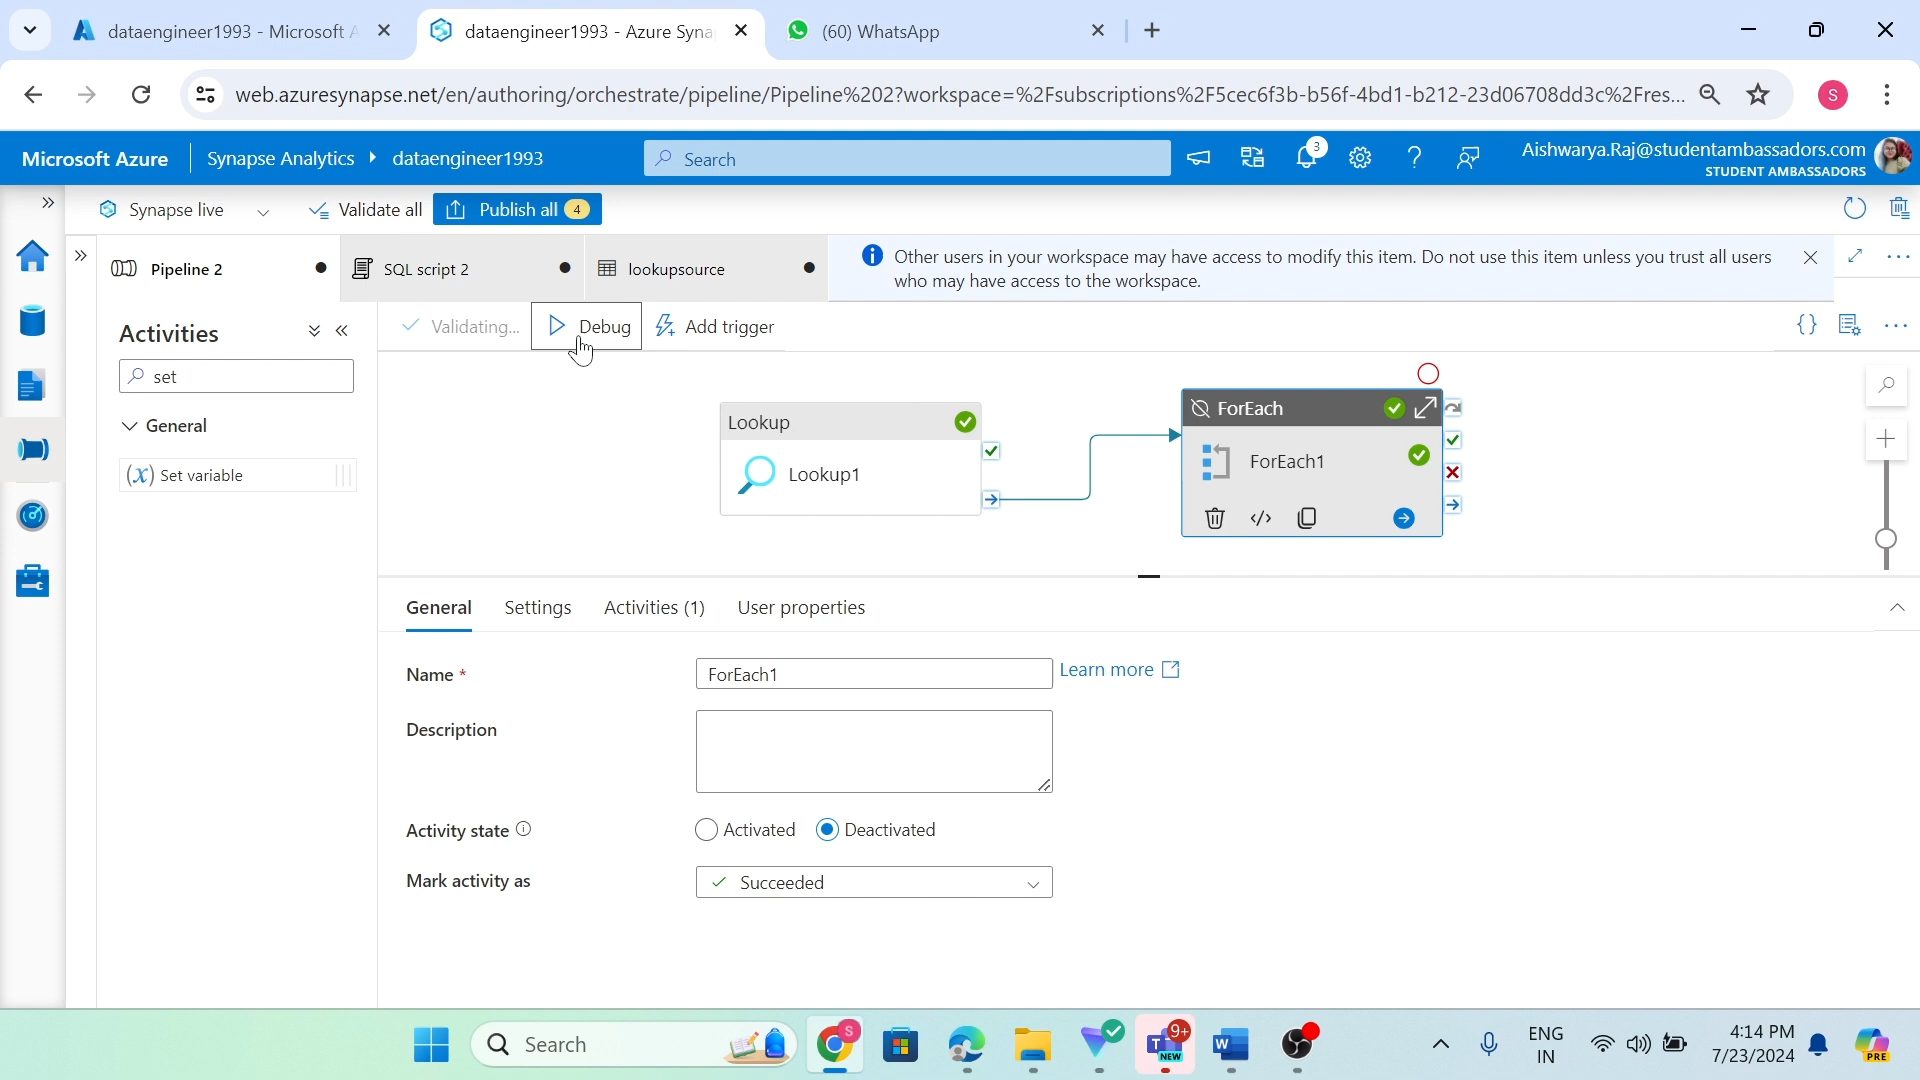 dataengineer1993 - Microsoft A
dataengineer1993 - Azure Syna
(60) WhatsApp
web.azuresynapse.net/en/authoring/orchestrate/pipeline/Pipeline%202?workspace=%2Fsubscriptions%2F5cec6f3b-b56f-4bd1-b212-23d06708dd3c%2Fres...
S
Microsoft Azure
Synapse Analytics
dataengineer1993
Search
3
Aishwarya.Raj@studentambassadors.com
STUDENT AMBASSADORS
Synapse live
Validate all
Publish all
4
Pipeline 2
SQL script 2
lookupsource
Other users in your workspace may have access to modify this item. Do not use this item unless you trust all users
who may have access to the workspace.
Activities
Validating...
Debug
Add trigger
{}
set
General
(x) Set variable
Lookup
Lookup1
ForEach
ForEach1
General
Settings
Activities (1)
User properties
Name *
ForEach1
Learn more
Description
Activity state
Activated
Deactivated
Mark activity as
Succeeded
Search
S
9+
NEW
ENG
IN
4:14 PM
7/23/2024
PRE